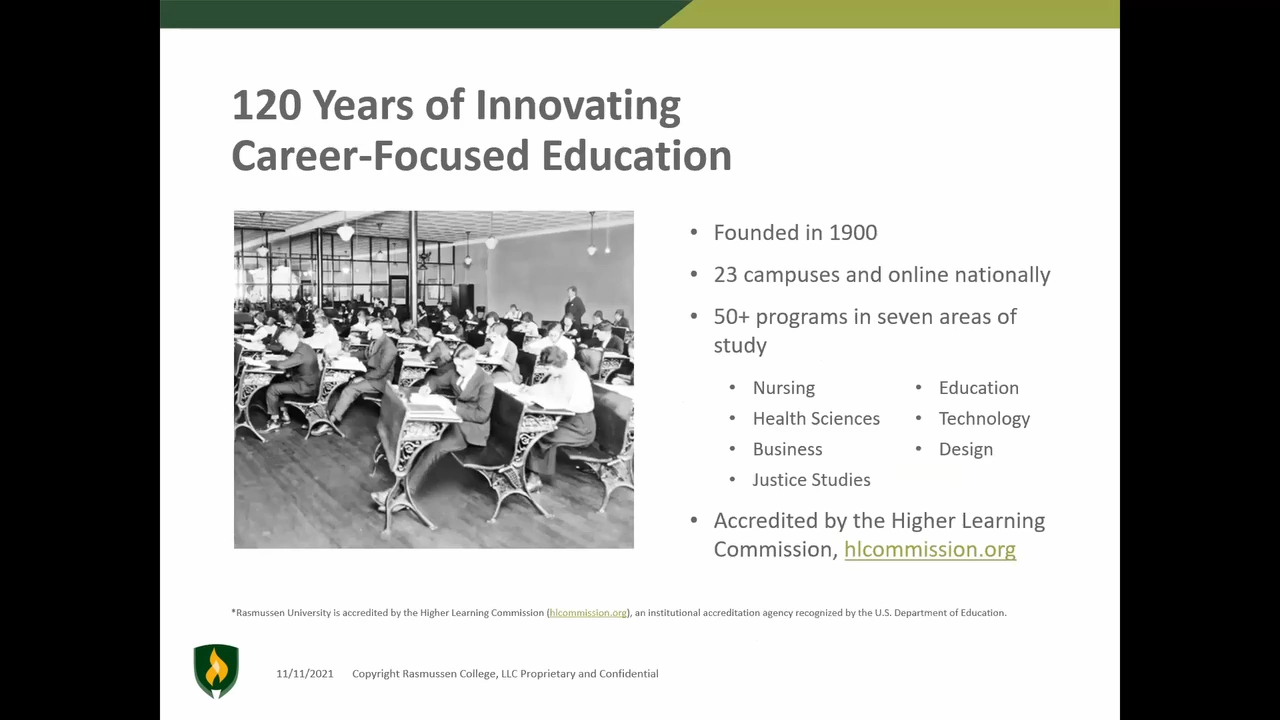 120 Years of Innovating
Career-Focused Education
• Founded in 1900
• 23 campuses and online nationally
• 50+ programs in seven areas of
study
• Nursing
• Health Sciences
• Business
• Justice Studies
• Education
• Technology
• Design
• Accredited by the Higher Learning
Commission, hlcommission.org
*Rasmussen University is accredited by the Higher Learning Commission (hlcommission.org), an institutional accreditation agency recognized by the U.S. Department of Education.
11/11/2021 Copyright Rasmussen College, LLC Proprietary and Confidential